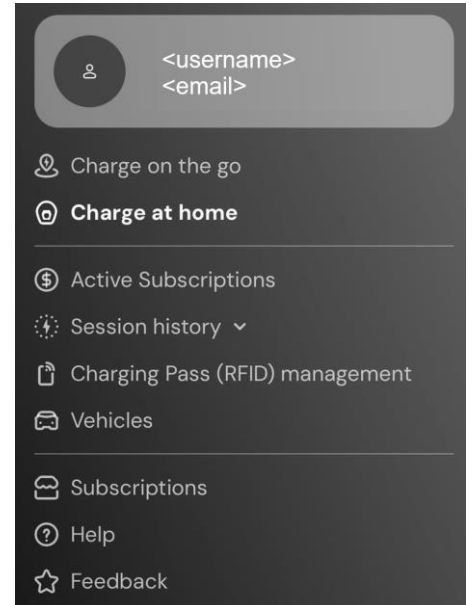 <username>
<email>
Charge on the go
Charge at home
Active Subscriptions
Session history
Charging Pass (RFID) management
Vehicles
Subscriptions
Help
Feedback